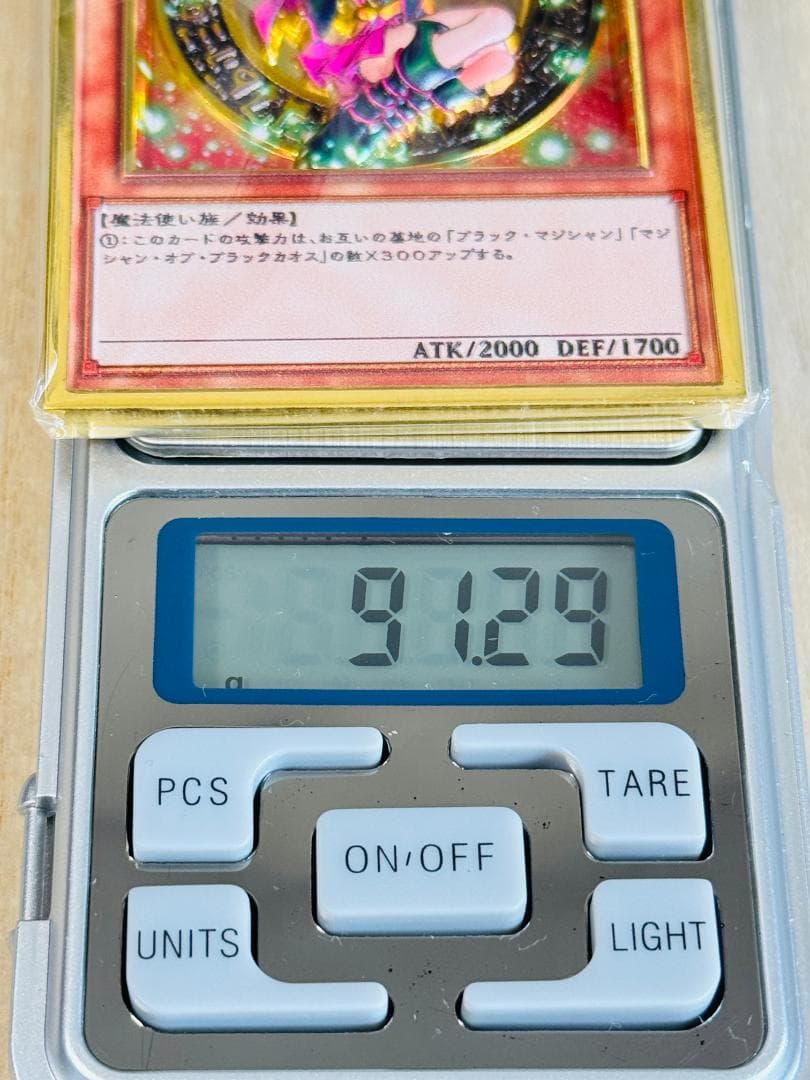 【魔法使い族／効果】
①：このカードの攻撃力は、お互いの墓地の「ブラック・マジシャン」「マジ
シャン・オブ・ブラックカオス」の数×300アップする。
ATK/2000 DEF/1700
91.29
g
PCS
TARE
ON/OFF
UNITS
LIGHT